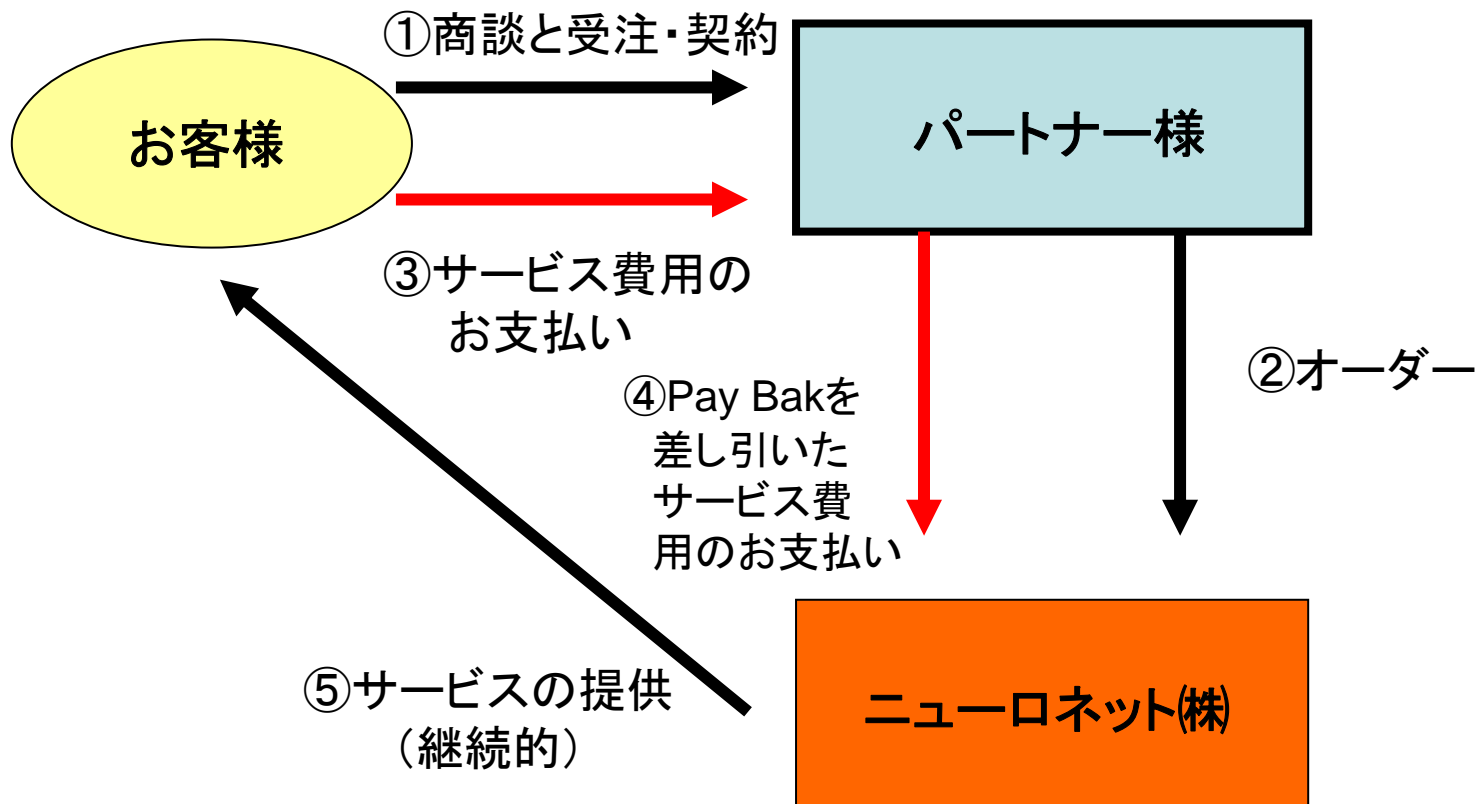 ①商談と受注・契約
お客様
パートナー様
③サービス費用の
お支払い
②オーダー
④Pay Bakを
差し引いた
サービス費
用のお支払い
⑤サービスの提供
（継続的）
ニューロネット㈱